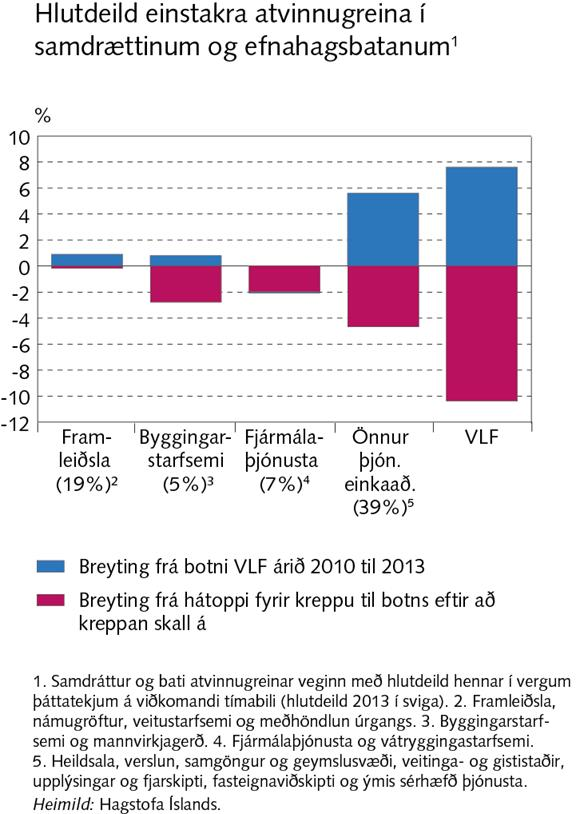 Hlutdeild einstakra atvinnugreina í
samdrættinum og efnahagsbatanum¹
%
10
8
6
4
2
0
-2
-4
-6
-8
-10
-12
Fram-
leiðsla
(19%)²
Byggingar-
starfsemi
(5%)³
Fjármála-
þjónusta
(7%)⁴
Önnur
þjón.
einkaað.
(39%)⁵
VLF
Breyting frá botni VLF árið 2010 til 2013
Breyting frá hátoppi fyrir kreppu til botns eftir að
kreppan skall á
1. Samdráttur og bati atvinnugreinar veginn með hlutdeild hennar í vergum
þáttatekjum á viðkomandi tímabili (hlutdeild 2013 í sviga). 2. Framleiðsla,
námugröftur, veitustarfsemi og meðhöndlun úrgangs. 3. Byggingarstarf-
semi og mannvirkjagerð. 4. Fjármálaþjónusta og vátryggingastarfsemi.
5. Heildsala, verslun, samgöngur og geymslusvæði, veitinga- og gististaðir,
upplýsingar og fjarskipti, fasteignaviðskipti og ýmis sérhæfð þjónusta.
Heimild: Hagstofa Íslands.